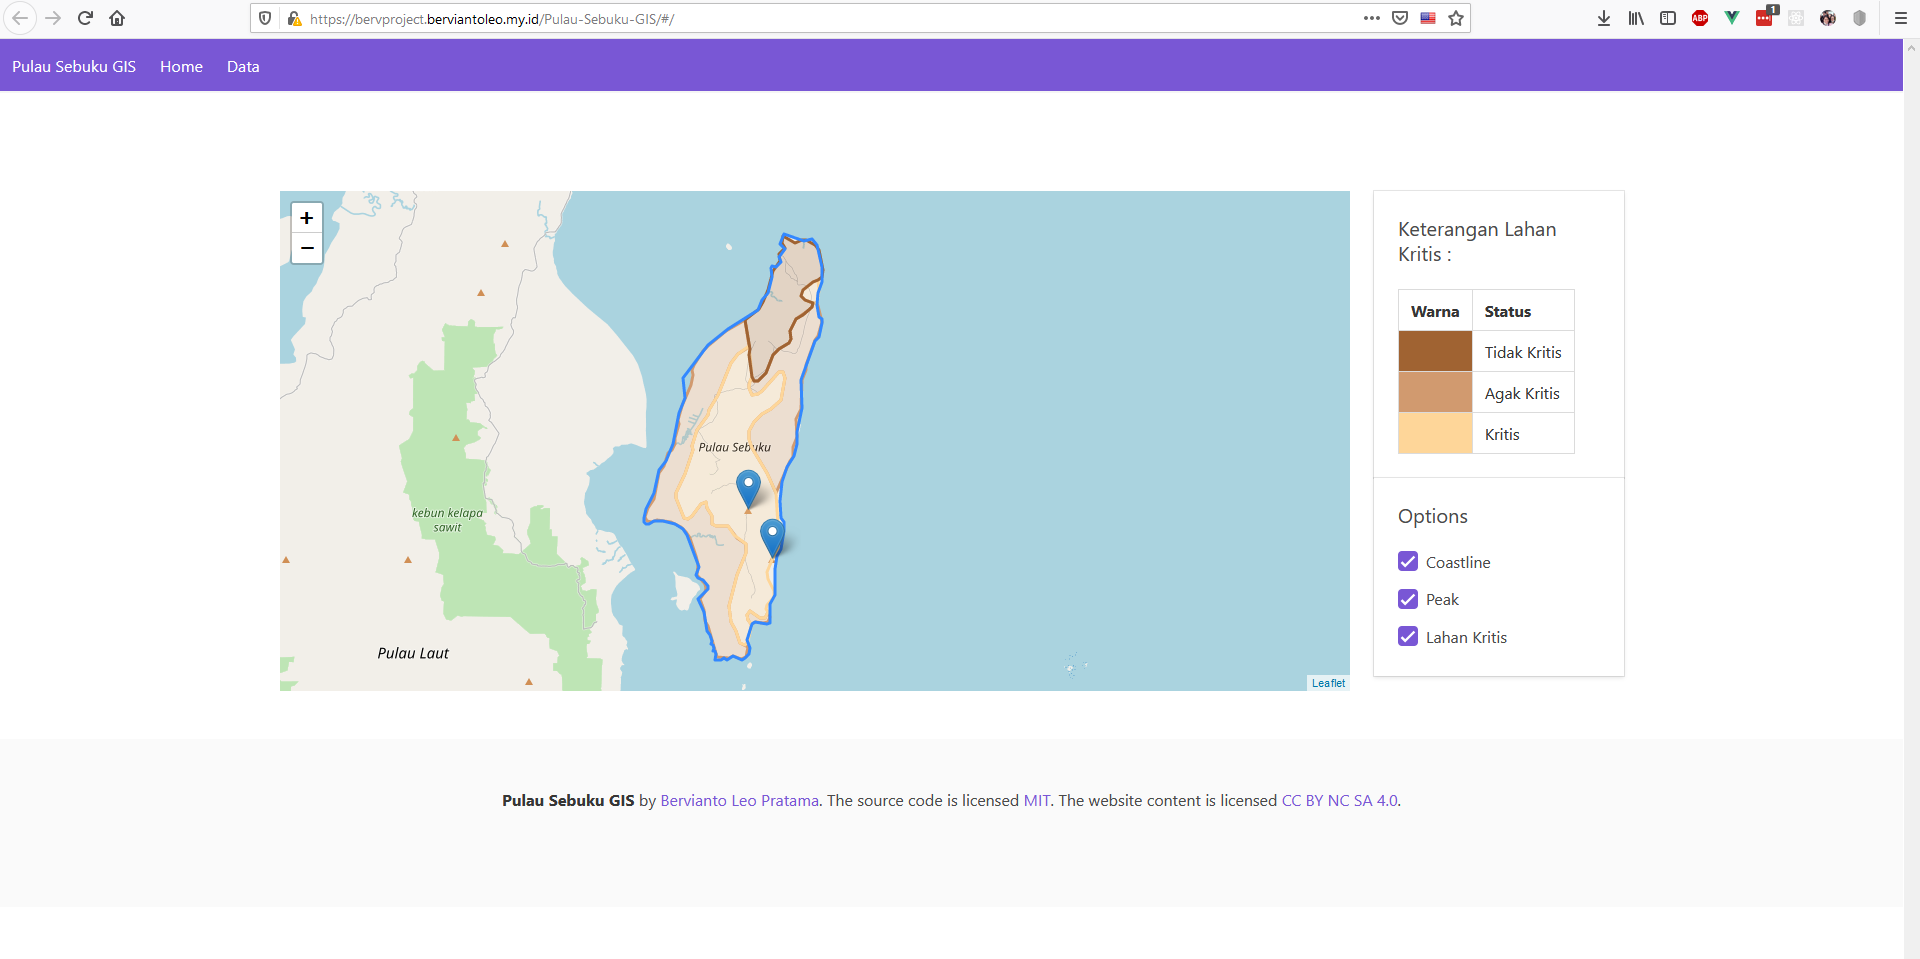 https://bervproject.berviantoleo.my.id/Pulau-Sebuku-GIS/#/
ABP
1
Pulau Sebuku GIS Home Data
+
−
Pulau Sebuku
kebun kelapa
sawit
Pulau Laut
Leaflet
Keterangan Lahan
Kritis :
Warna Status
Tidak Kritis
Agak Kritis
Kritis
Options
Coastline
Peak
Lahan Kritis
Pulau Sebuku GIS by Bervianto Leo Pratama. The source code is licensed MIT. The website content is licensed CC BY NC SA 4.0.